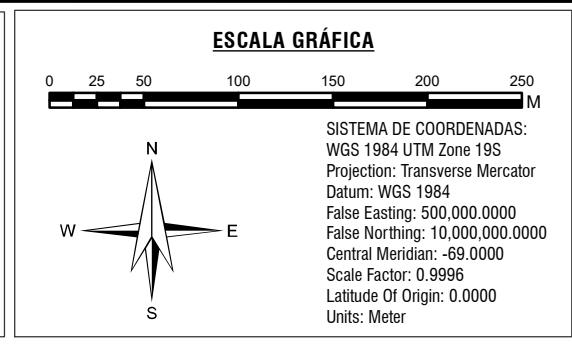 ESCALA GRÁFICA
0 25 50 100 150 200 250
M
SISTEMA DE COORDENADAS:
WGS 1984 UTM Zone 19S
Projection: Transverse Mercator
Datum: WGS 1984
False Easting: 500,000.0000
False Northing: 10,000,000.0000
Central Meridian: -69.0000
Scale Factor: 0.9996
Latitude Of Origin: 0.0000
Units: Meter
N
W E
S